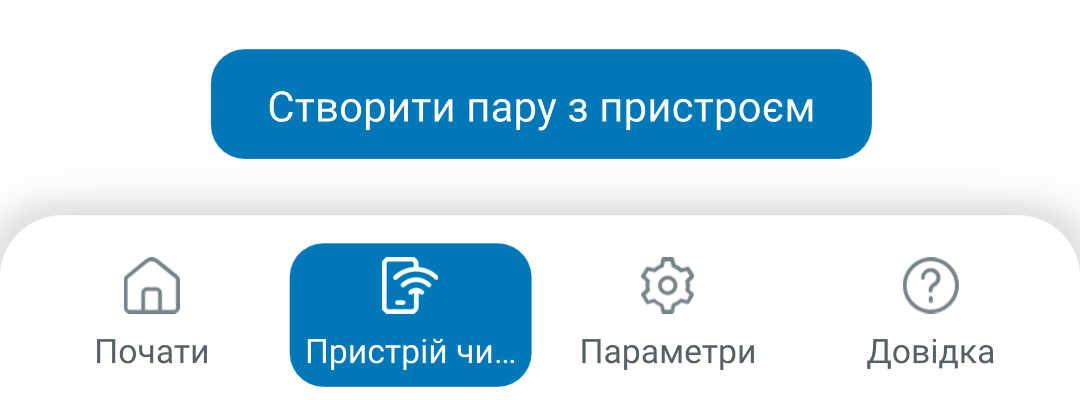 Створити пару з пристроєм
Почати
Пристрій чи...
Параметри
Довідка